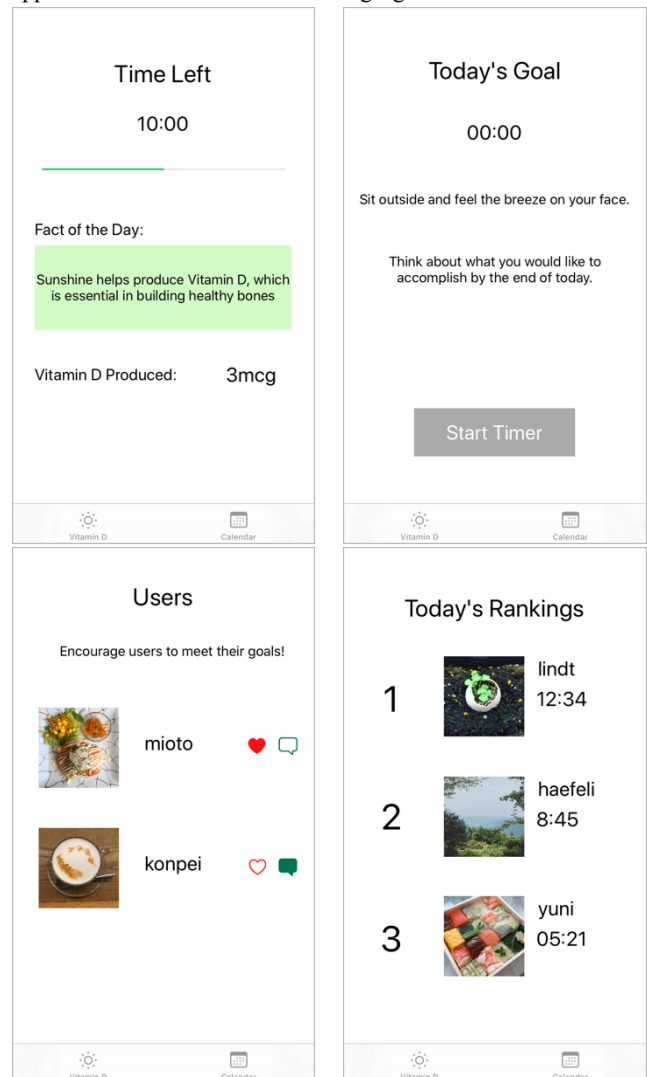 Time Left
10:00
Fact of the Day:
Sunshine helps produce Vitamin D, which
is essential in building healthy bones
Vitamin D Produced: 3mcg
Vitamin D Calendar
Today's Goal
00:00
Sit outside and feel the breeze on your face.
Think about what you would like to
accomplish by the end of today.
Start Timer
Vitamin D Calendar
Users
Encourage users to meet their goals!
mioto
konpei
Vitamin D Calendar
Today's Rankings
1
lindt
12:34
2
haefeli
8:45
3
yuni
05:21
Vitamin D Calendar